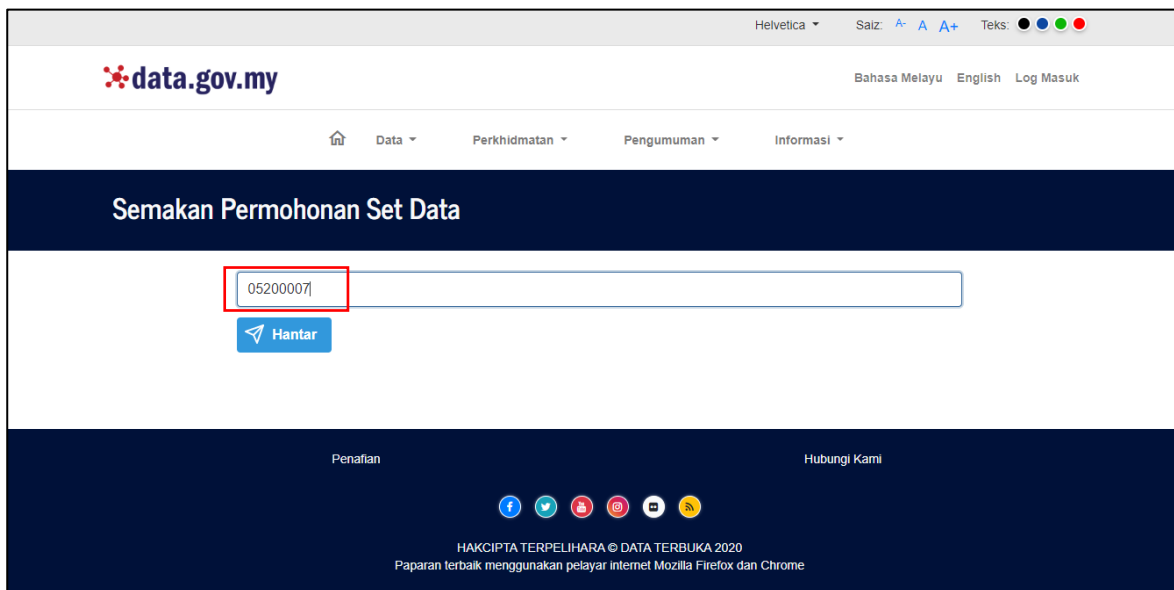 Helvetica Saiz: A- A A+ Teks:
data.gov.my Bahasa Melayu English Log Masuk
Data Perkhidmatan Pengumuman Informasi
Semakan Permohonan Set Data
05200007
Hantar
Penafian Hubungi Kami
HAKCIPTA TERPELIHARA © DATA TERBUKA 2020
Paparan terbaik menggunakan pelayar internet Mozilla Firefox dan Chrome